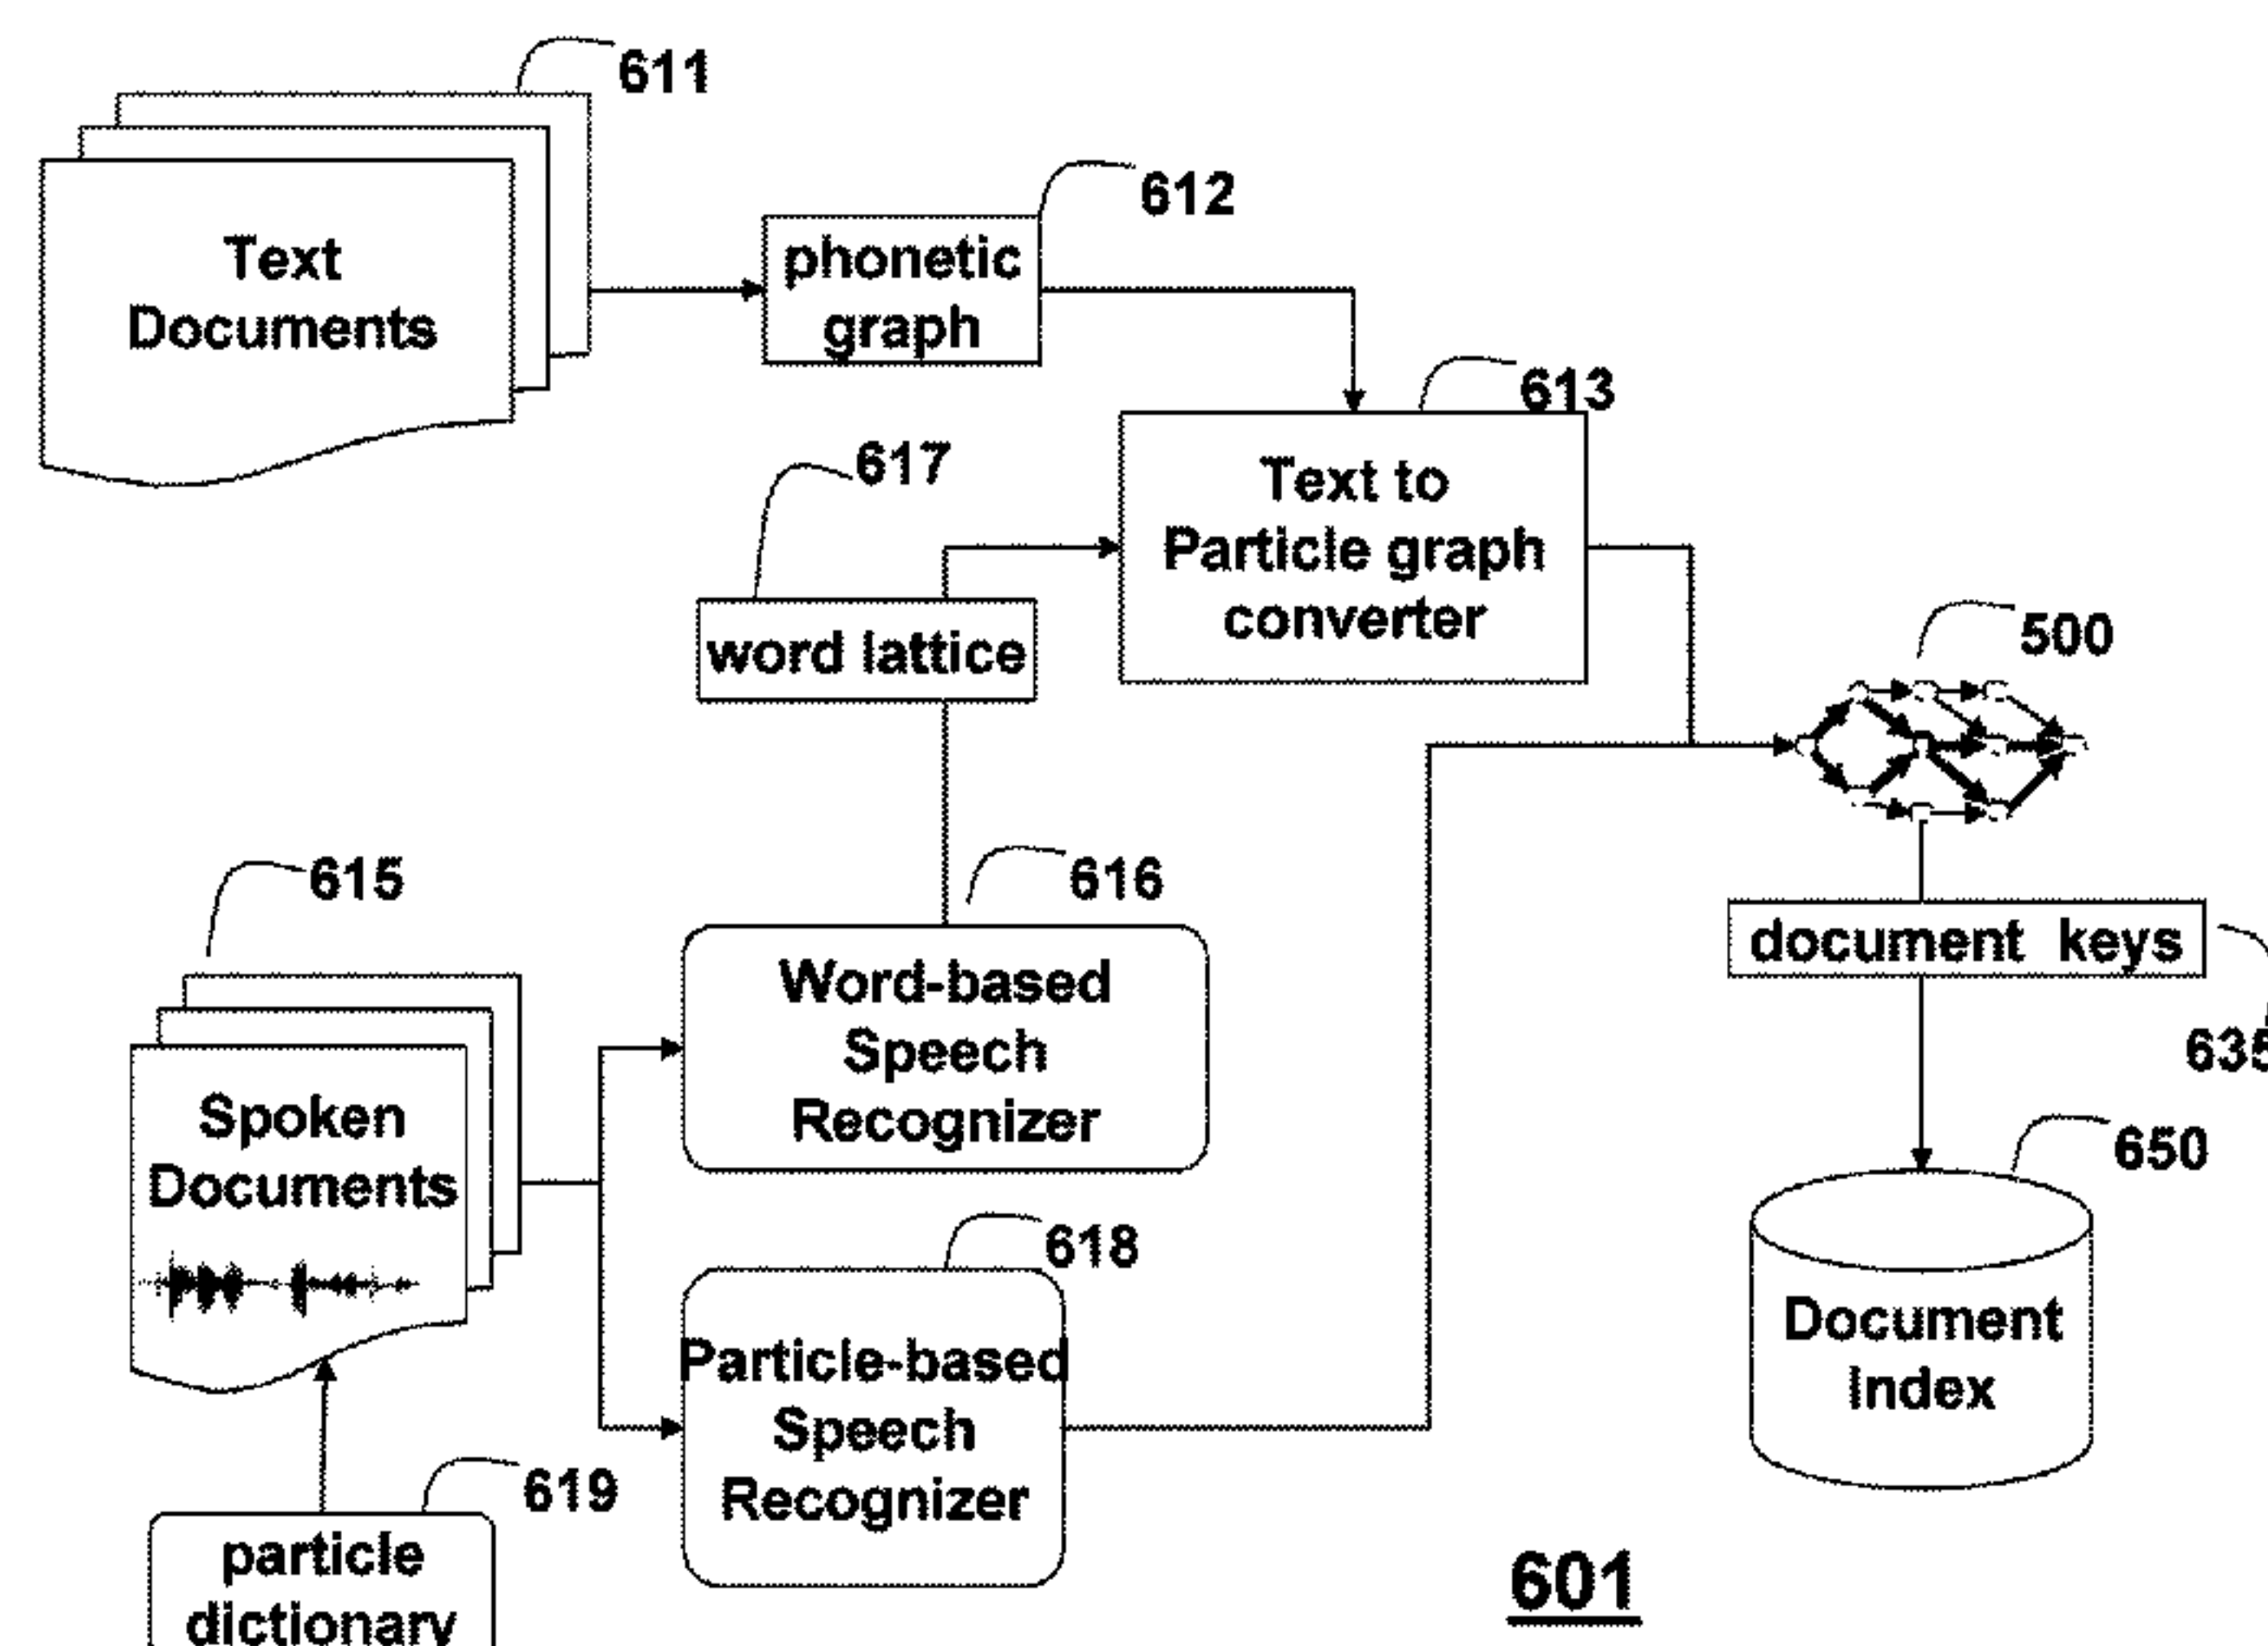 611
Text
Documents
612
phonetic
graph
613
Text to
Particle graph
converter
617
word lattice
500
616
615
Word-based
Speech
Recognizer
document keys
635
Spoken
Documents
650
618
Particle-based
Speech
Recognizer
Document
Index
619
particle
dictionary
601